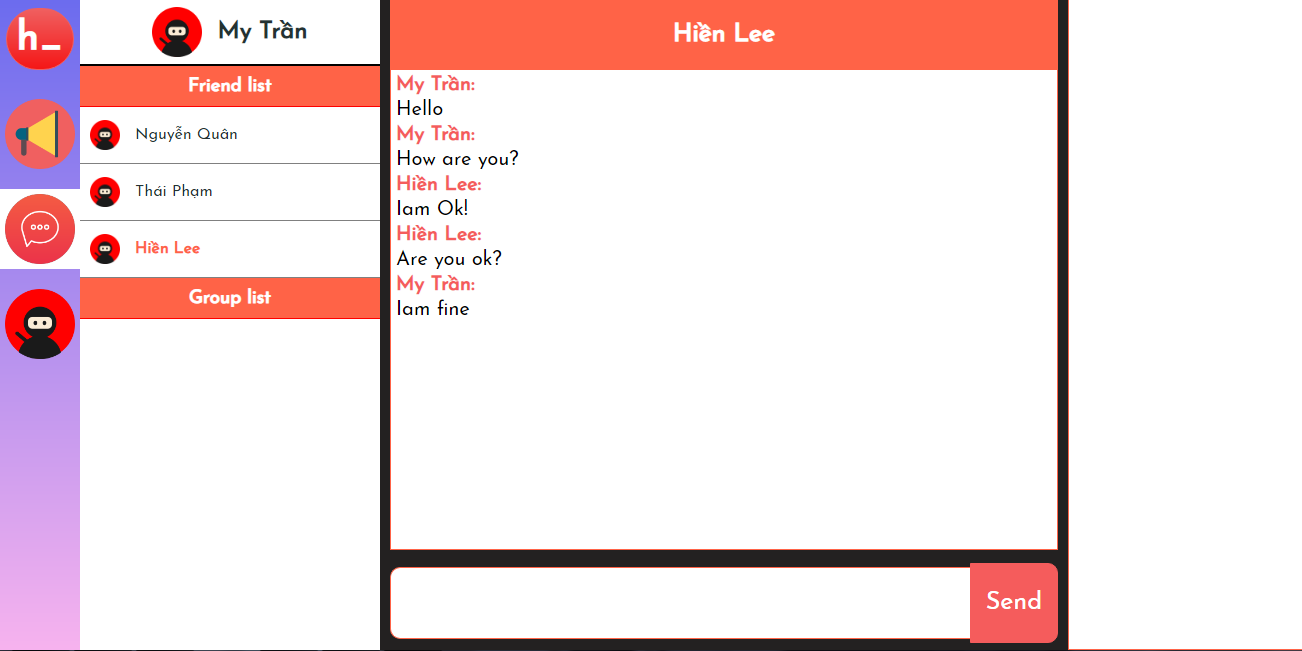 h_
My Trần
Friend list
Nguyễn Quân
Thái Phạm
Hiền Lee
Group list
Hiền Lee
My Trần:
Hello
My Trần:
How are you?
Hiền Lee:
Iam Ok!
Hiền Lee:
Are you ok?
My Trần:
Iam fine
Send